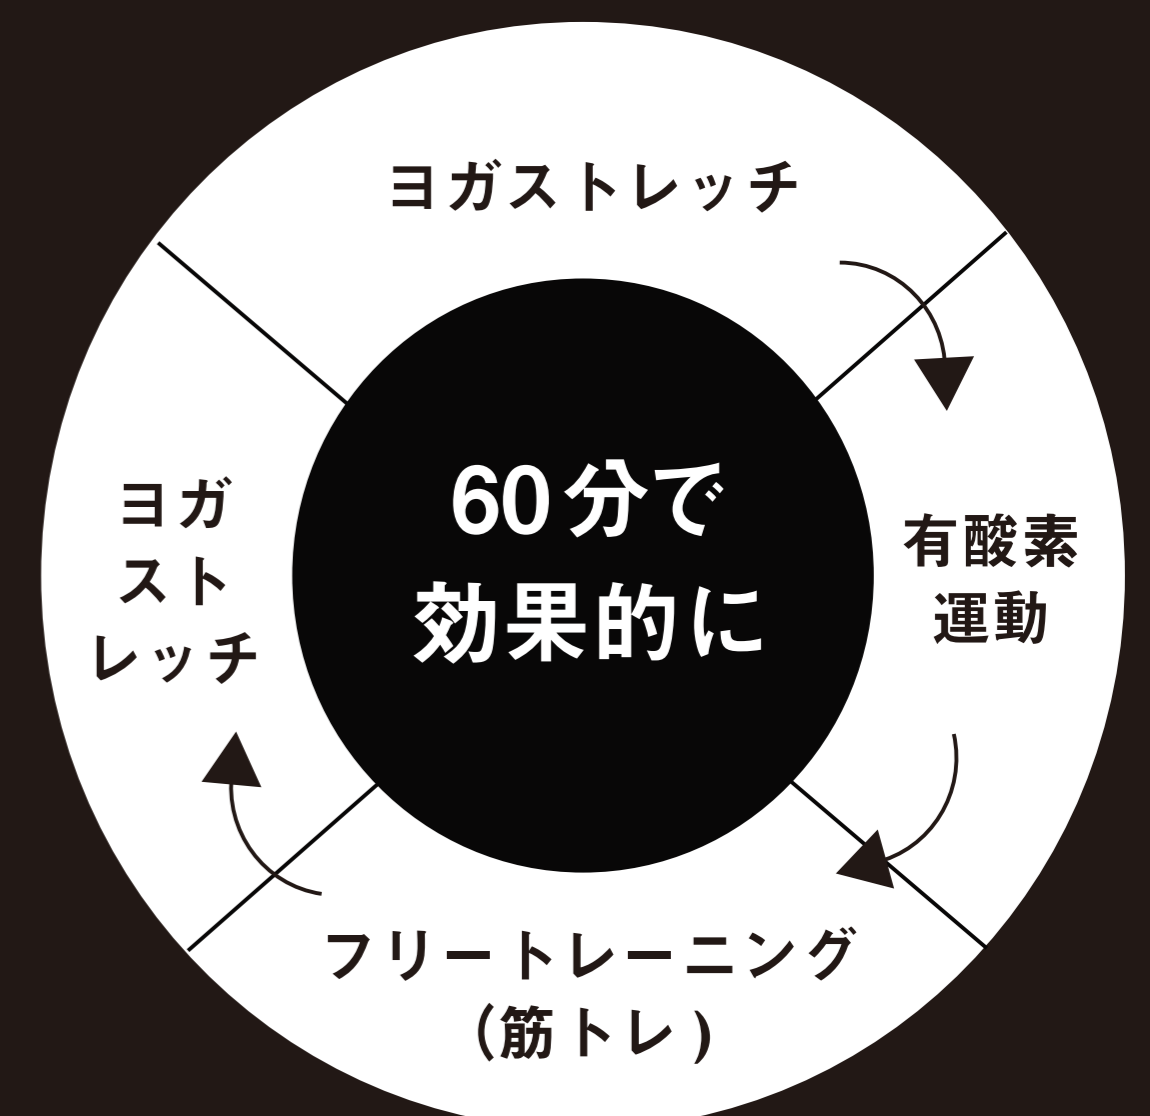 ヨガストレッチ
有酸素
運動
フリートレーニング
（筋トレ）
ヨガ
スト
レッチ
60分で
効果的に